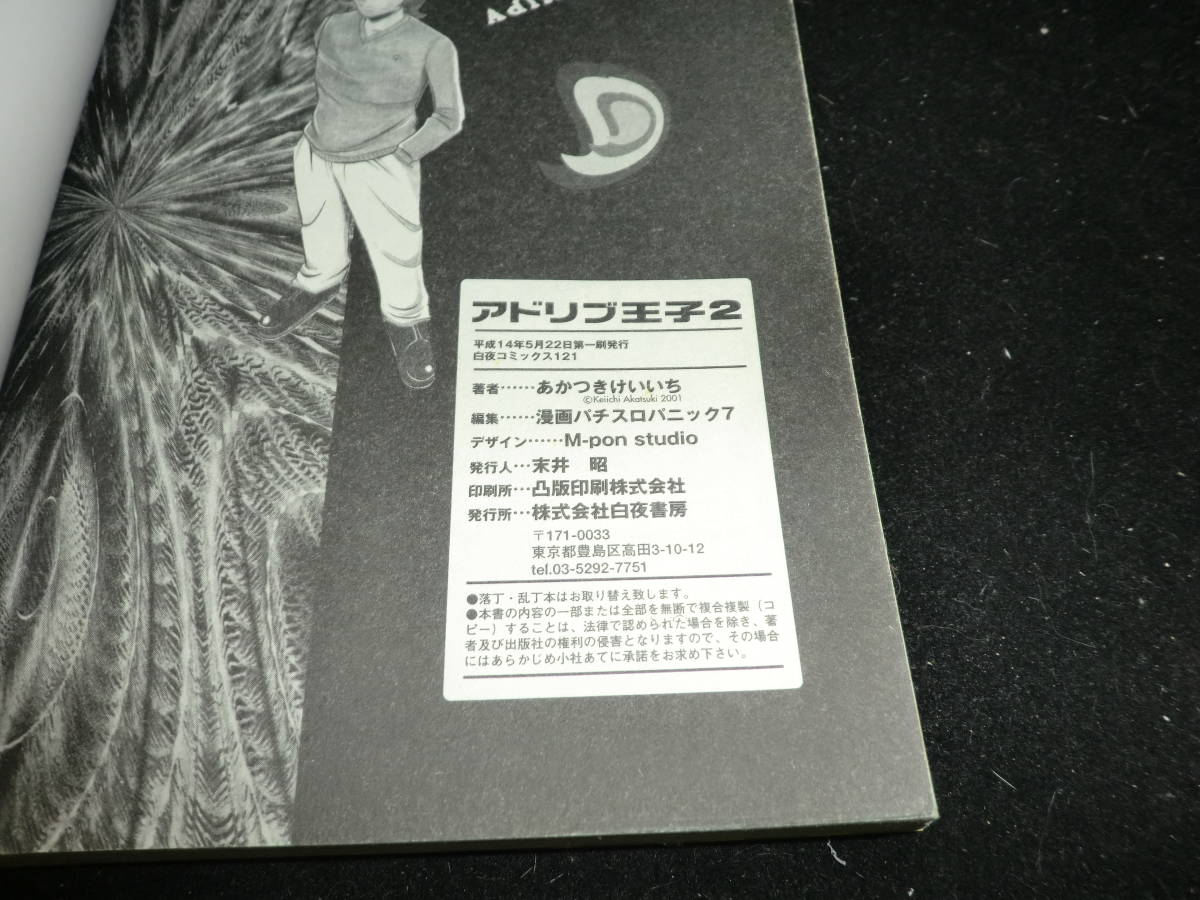 アドリブ王子2
平成14年5月22日第一刷発行
白夜コミックス121
著者……あかつきけいいち
©Keiichi Akatsuki 2001
編集……漫画パチスロパニック7
デザイン……M-pon studio
発行人…末井 昭
印刷所…凸版印刷株式会社
発行所…株式会社白夜書房
〒171-0033
東京都豊島区高田3-10-12
tel.03-5292-7751
●落丁・乱丁本はお取り替え致します。
●本書の内容の一部または全部を無断で複合複製（コ
ピー）することは、法律で認められた場合を除き、著
者及び出版社の権利の侵害となりますので、その場合
にはあらかじめ小社あてに承諾をお求め下さい。